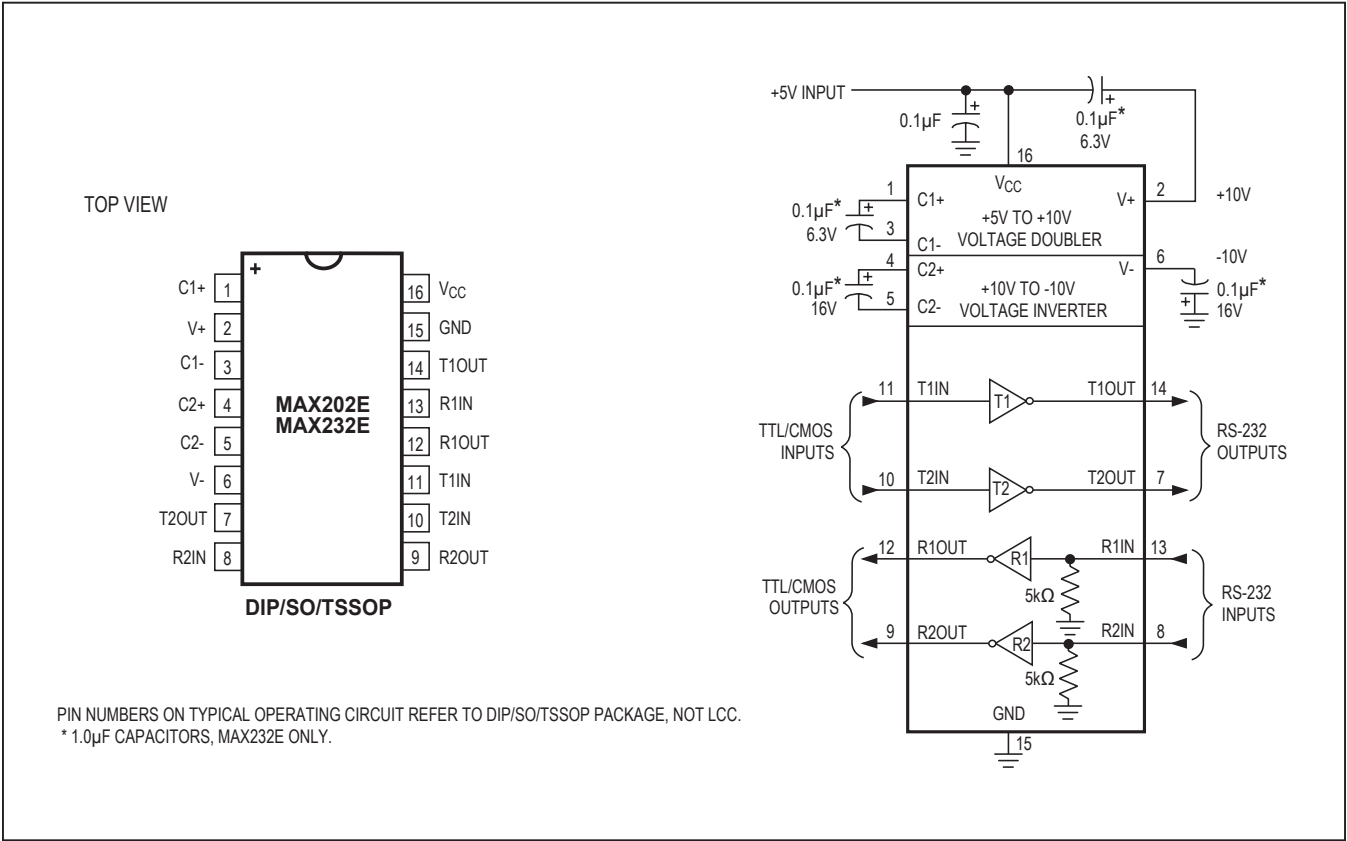 TOP VIEW
+
C1+ 1
V+ 2
C1- 3
C2+ 4
C2- 5
V- 6
T2OUT 7
R2IN 8
16 VCC
15 GND
14 T1OUT
13 R1IN
12 R1OUT
11 T1IN
10 T2IN
9 R2OUT
MAX202E
MAX232E
DIP/SO/TSSOP
PIN NUMBERS ON TYPICAL OPERATING CIRCUIT REFER TO DIP/SO/TSSOP PACKAGE, NOT LCC.
* 1.0µF CAPACITORS, MAX232E ONLY.
+5V INPUT
0.1µF
+
+
0.1µF*
6.3V
16
VCC
1
C1+
0.1µF*
+
6.3V
3
C1-
+5V TO +10V
VOLTAGE DOUBLER
V+
2
+10V
4
C2+
0.1µF*
+
16V
5
C2-
+10V TO -10V
VOLTAGE INVERTER
V-
6
-10V
+
0.1µF*
16V
TTL/CMOS
INPUTS
11 T1IN T1 T1OUT 14
10 T2IN T2 T2OUT 7
RS-232
OUTPUTS
TTL/CMOS
OUTPUTS
12 R1OUT R1 R1IN 13
5kΩ
9 R2OUT R2 R2IN 8
5kΩ
RS-232
INPUTS
GND
15